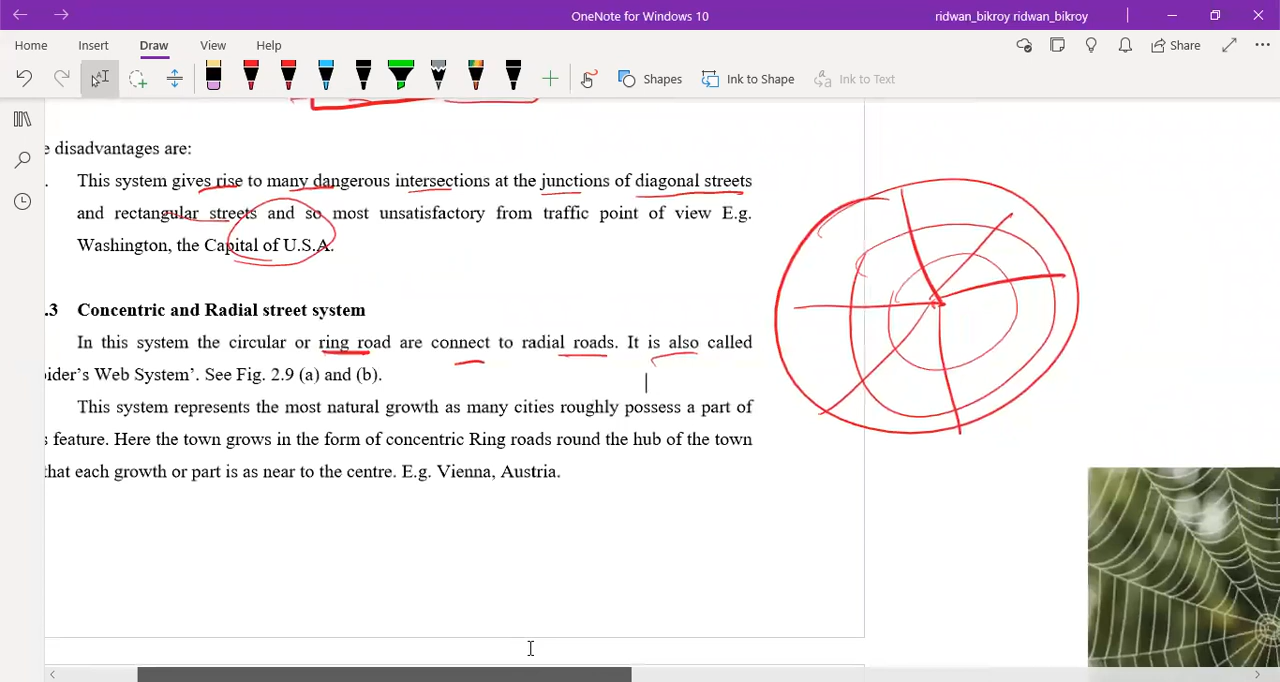 OneNote for Windows 10
ridwan_bikroy ridwan_bikroy
Home Insert Draw View Help
Share
Shapes
Ink to Shape
Ink to Text
e disadvantages are:
. This system gives rise to many dangerous intersections at the junctions of diagonal streets
and rectangular streets and so most unsatisfactory from traffic point of view E.g.
Washington, the Capital of U.S.A.
.3 Concentric and Radial street system
In this system the circular or ring road are connect to radial roads. It is also called
ider's Web System'. See Fig. 2.9 (a) and (b).
This system represents the most natural growth as many cities roughly possess a part of
s feature. Here the town grows in the form of concentric Ring roads round the hub of the town
that each growth or part is as near to the centre. E.g. Vienna, Austria.